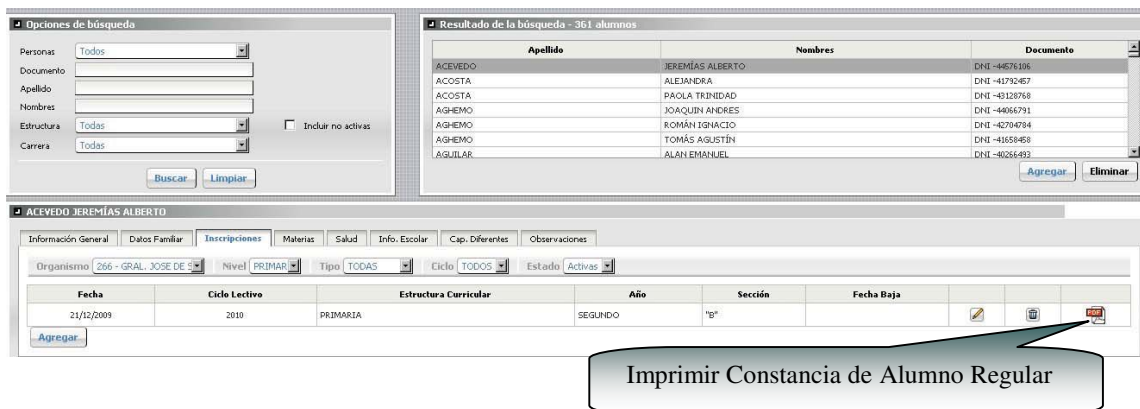 Opciones de búsqueda
Personas Todos
Documento
Apellido
Nombres
Estructura Todas Incluir no activas
Carrera Todas
Buscar Limpiar
Resultado de la búsqueda - 361 alumnos
Apellido Nombres Documento
ACEVEDO JEREMÍAS ALBERTO DNI -44576106
ACOSTA ALEJANDRA DNI -41792457
ACOSTA PAOLA TRINIDAD DNI -43128768
AGHEMO JOAQUIN ANDRES DNI -44066791
AGHEMO ROMÁN IGNACIO DNI -42704784
AGHEMO TOMÁS AGUSTÍN DNI -41658458
AGUILAR ALAN EMANUEL DNI -40266493
Agregar Eliminar
ACEVEDO JEREMÍAS ALBERTO
Información General Datos Familiar Inscripciones Materias Salud Info. Escolar Cap. Diferentes Observaciones
Organismo 266 - GRAL. JOSE DE S Nivel PRIMAR Tipo TODAS Ciclo TODOS Estado Activas
Fecha Ciclo Lectivo Estructura Curricular Año Sección Fecha Baja
21/12/2009 2010 PRIMARIA SEGUNDO "B" PDF
Agregar
Imprimir Constancia de Alumno Regular